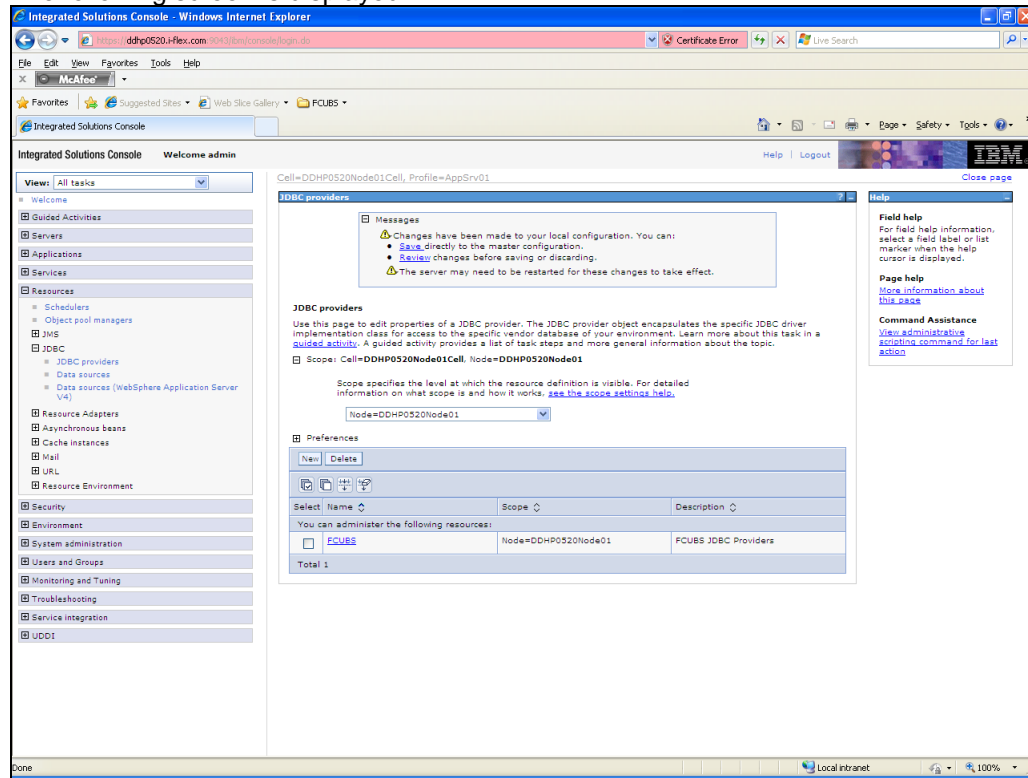 Integrated Solutions Console - Windows Internet Explorer
https://ddhp0520.i-flex.com:9043/ibm/console/login.do
Certificate Error
Live Search
File Edit View Favorites Tools Help
x McAfee
Favorites Suggested Sites Web Slice Gallery FCUBS
Integrated Solutions Console
Page Safety Tools
Integrated Solutions Console Welcome admin
Help | Logout
IBM.
View: All tasks
Welcome
Guided Activities
Servers
Applications
Services
Resources
Schedulers
Object pool managers
JMS
JDBC
JDBC providers
Data sources
Data sources (WebSphere Application Server
V4)
Resource Adapters
Asynchronous beans
Cache instances
Mail
URL
Resource Environment
Security
Environment
System administration
Users and Groups
Monitoring and Tuning
Troubleshooting
Service integration
UDDI
Cell=DDHP0520Node01Cell, Profile=AppSrv01
Close page
JDBC providers ? -
Messages
Changes have been made to your local configuration. You can:
• Save directly to the master configuration.
• Review changes before saving or discarding.
The server may need to be restarted for these changes to take effect.
JDBC providers
Use this page to edit properties of a JDBC provider. The JDBC provider object encapsulates the specific JDBC driver
implementation class for access to the specific vendor database of your environment. Learn more about this task in a
guided activity. A guided activity provides a list of task steps and more general information about the topic.
Scope: Cell=DDHP0520Node01Cell, Node=DDHP0520Node01
Scope specifies the level at which the resource definition is visible. For detailed
information on what scope is and how it works, see the scope settings help.
Node=DDHP0520Node01
Preferences
New Delete
Select Name Scope Description
You can administer the following resources:
FCUBS Node=DDHP0520Node01 FCUBS JDBC Providers
Total 1
Help
Field help
For field help information,
select a field label or list
marker when the help
cursor is displayed.
Page help
More information about
this page
Command Assistance
View administrative
scripting command for last
action
Done
Local intranet
100%